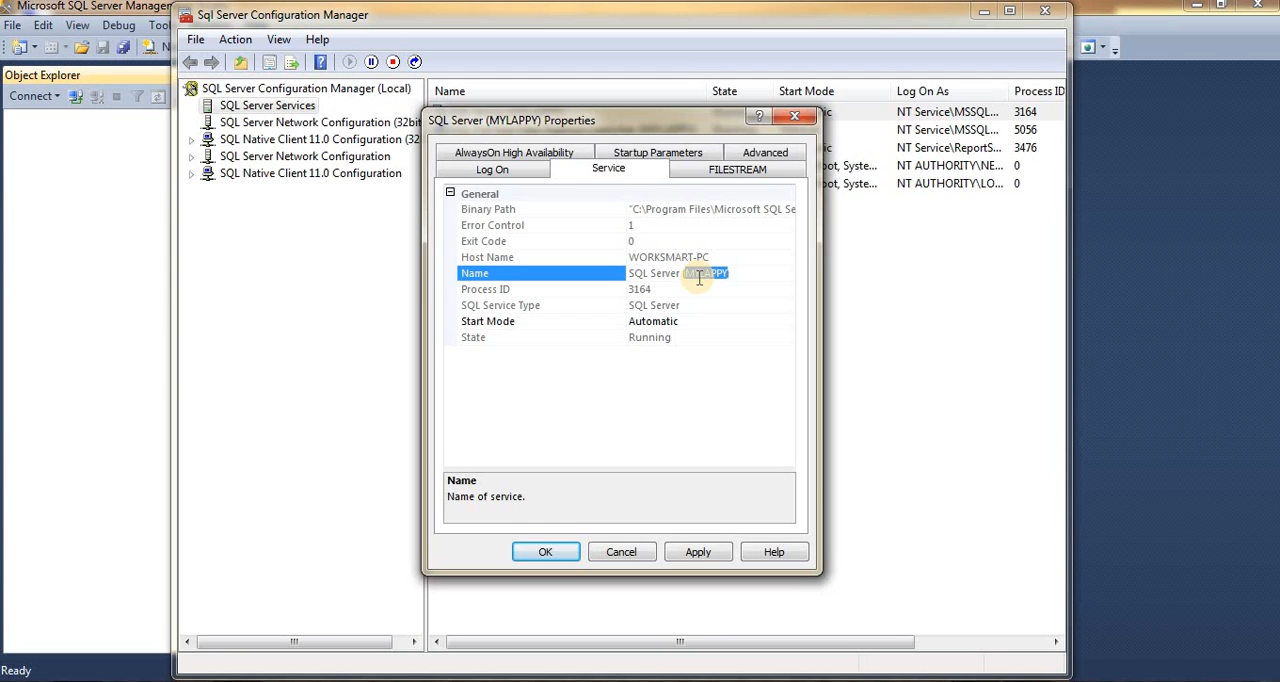 Microsoft SQL Server Manager
File Edit View Debug Tool
N
Object Explorer
Connect
Ready
Sql Server Configuration Manager
File Action View Help
SQL Server Configuration Manager (Local)
SQL Server Services
SQL Server Network Configuration (32bit
SQL Native Client 11.0 Configuration (32
SQL Server Network Configuration
SQL Native Client 11.0 Configuration
Name State Start Mode Log On As Process ID
NT Service\MSSQL... 3164
NT Service\MSSQL... 5056
NT Service\ReportS... 3476
oot, Syste... NT AUTHORITY\NE... 0
oot, Syste... NT AUTHORITY\LO... 0
SQL Server (MYLAPPY) Properties
AlwaysOn High Availability Startup Parameters Advanced
Log On Service FILESTREAM
General
Binary Path "C:\Program Files\Microsoft SQL Se
Error Control 1
Exit Code 0
Host Name WORKSMART-PC
Name SQL Server (MYLAPPY)
Process ID 3164
SQL Service Type SQL Server
Start Mode Automatic
State Running
Name
Name of service.
OK Cancel Apply Help